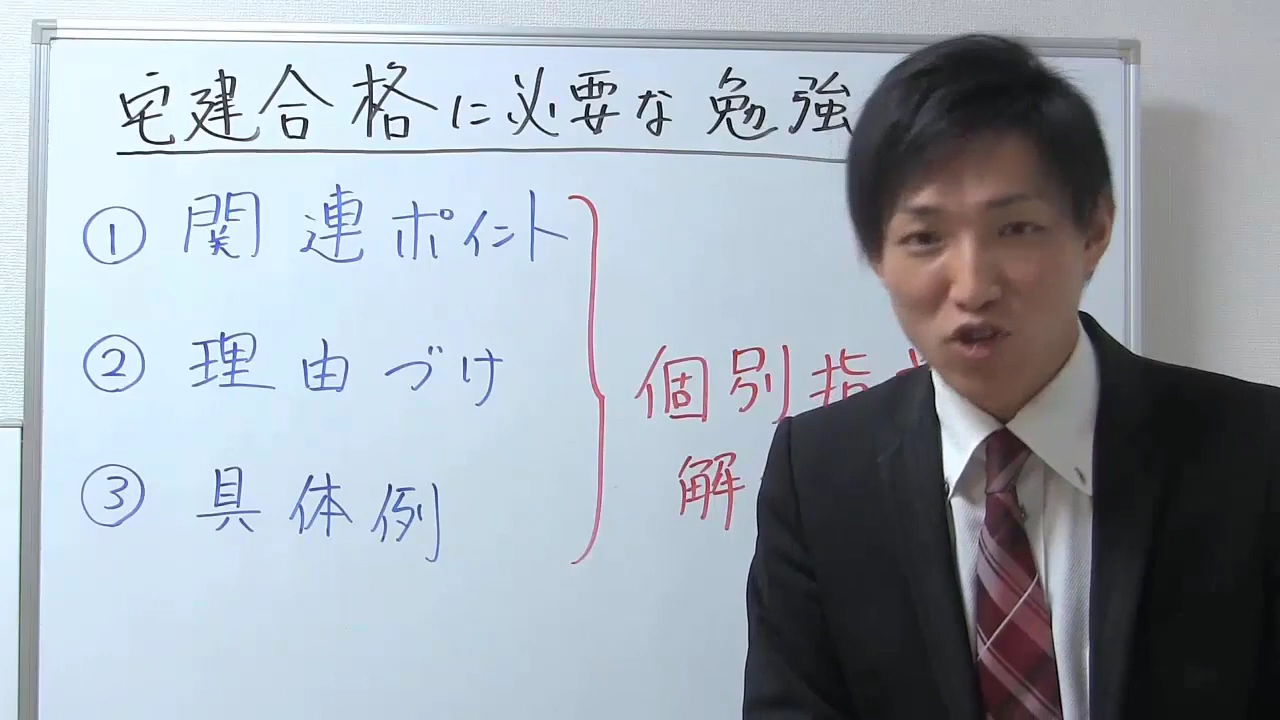 宅建合格に必要な勉強
① 関連ポイント
② 理由づけ
個別指
③ 具体例
解